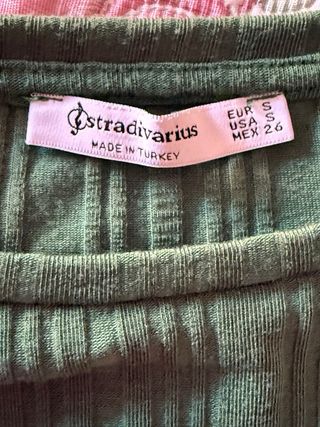 stradivarius
MADE IN TURKEY
EUR S
USA S
MEX 26